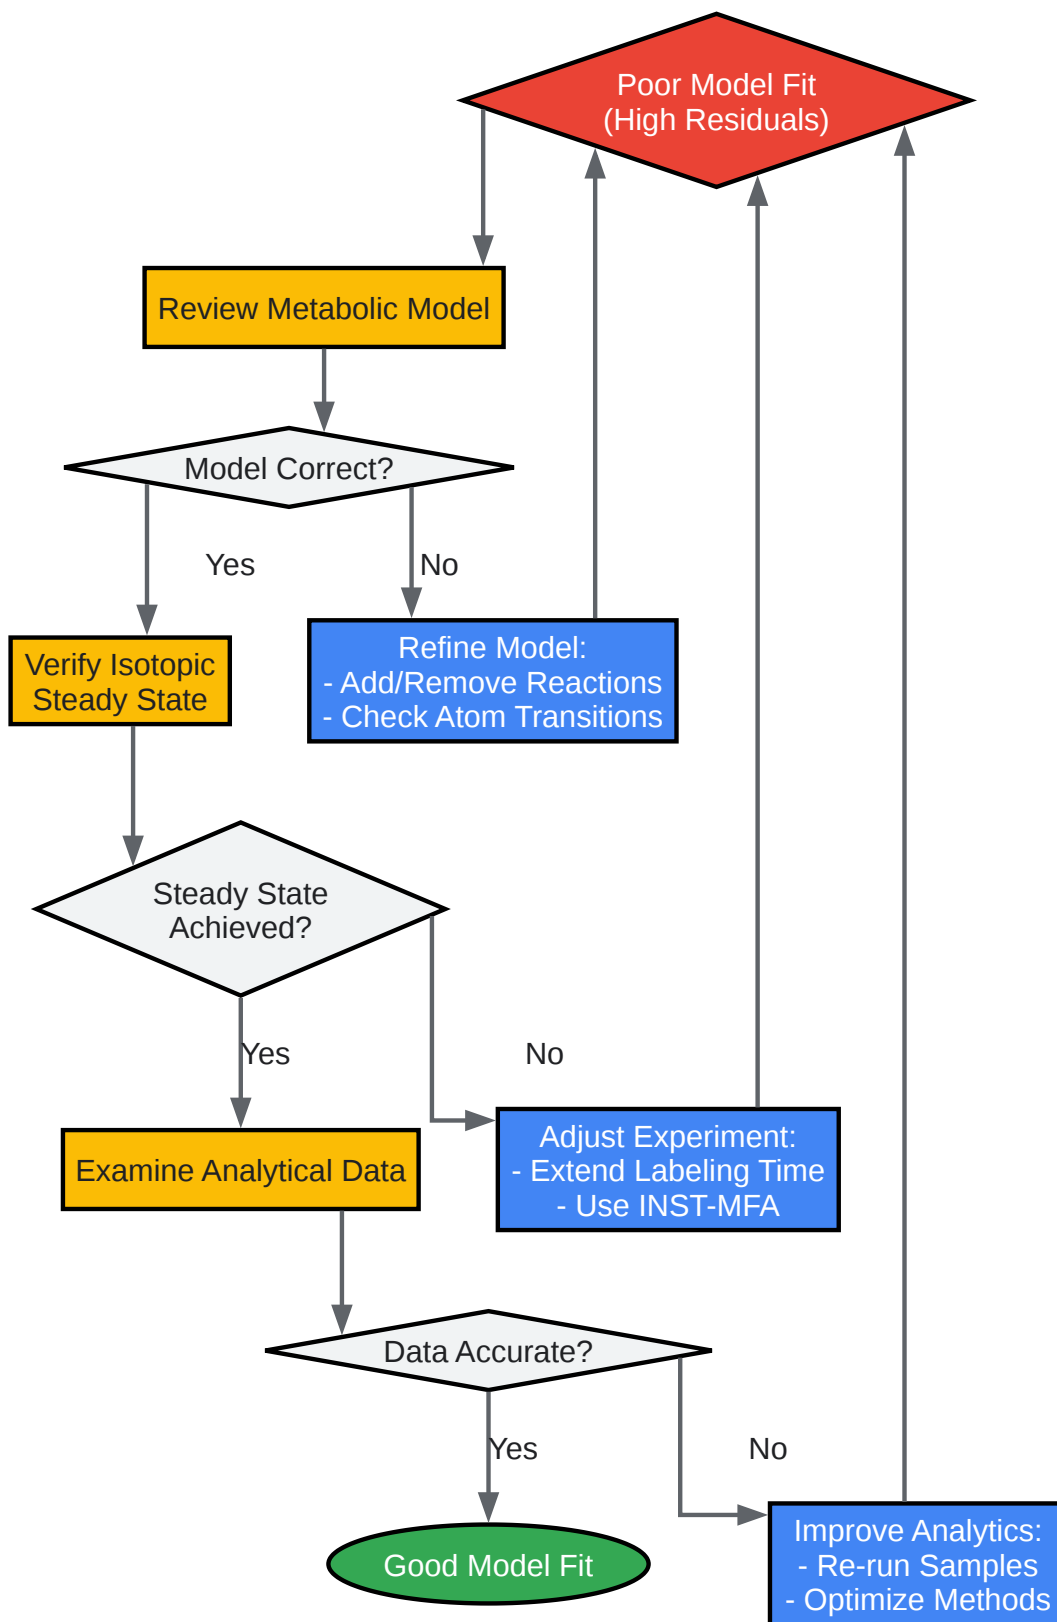 Poor Model Fit
(High Residuals)
Review Metabolic Model
Model Correct?
Yes
No
Verify Isotopic
Steady State
Refine Model:
- Add/Remove Reactions
- Check Atom Transitions
Steady State
Achieved?
Yes
No
Examine Analytical Data
Adjust Experiment:
- Extend Labeling Time
- Use INST-MFA
Data Accurate?
Yes
No
Good Model Fit
Improve Analytics:
- Re-run Samples
- Optimize Methods